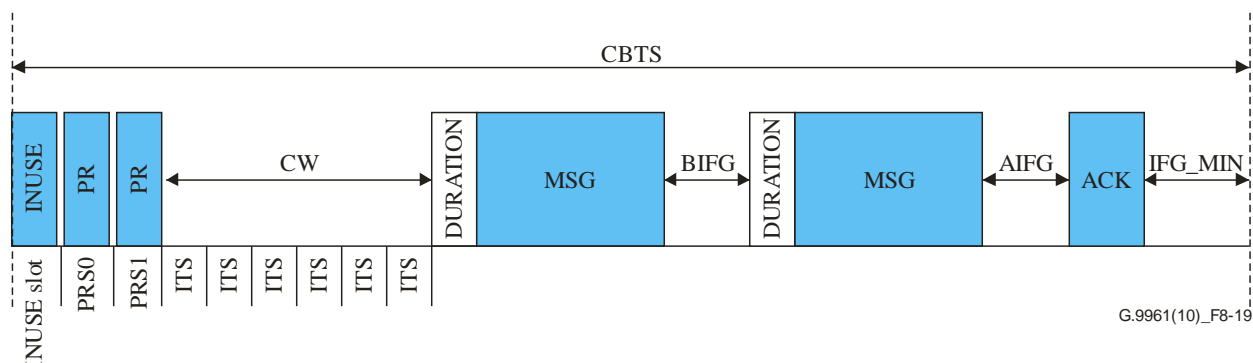 CBTS
INUSE
PR
PR
CW
DURATION
MSG
BIFG
DURATION
MSG
AIFG
ACK
IFG_MIN
INUSE slot
PRS0
PRS1
ITS
ITS
ITS
ITS
ITS
ITS
G.9961(10)_F8-19